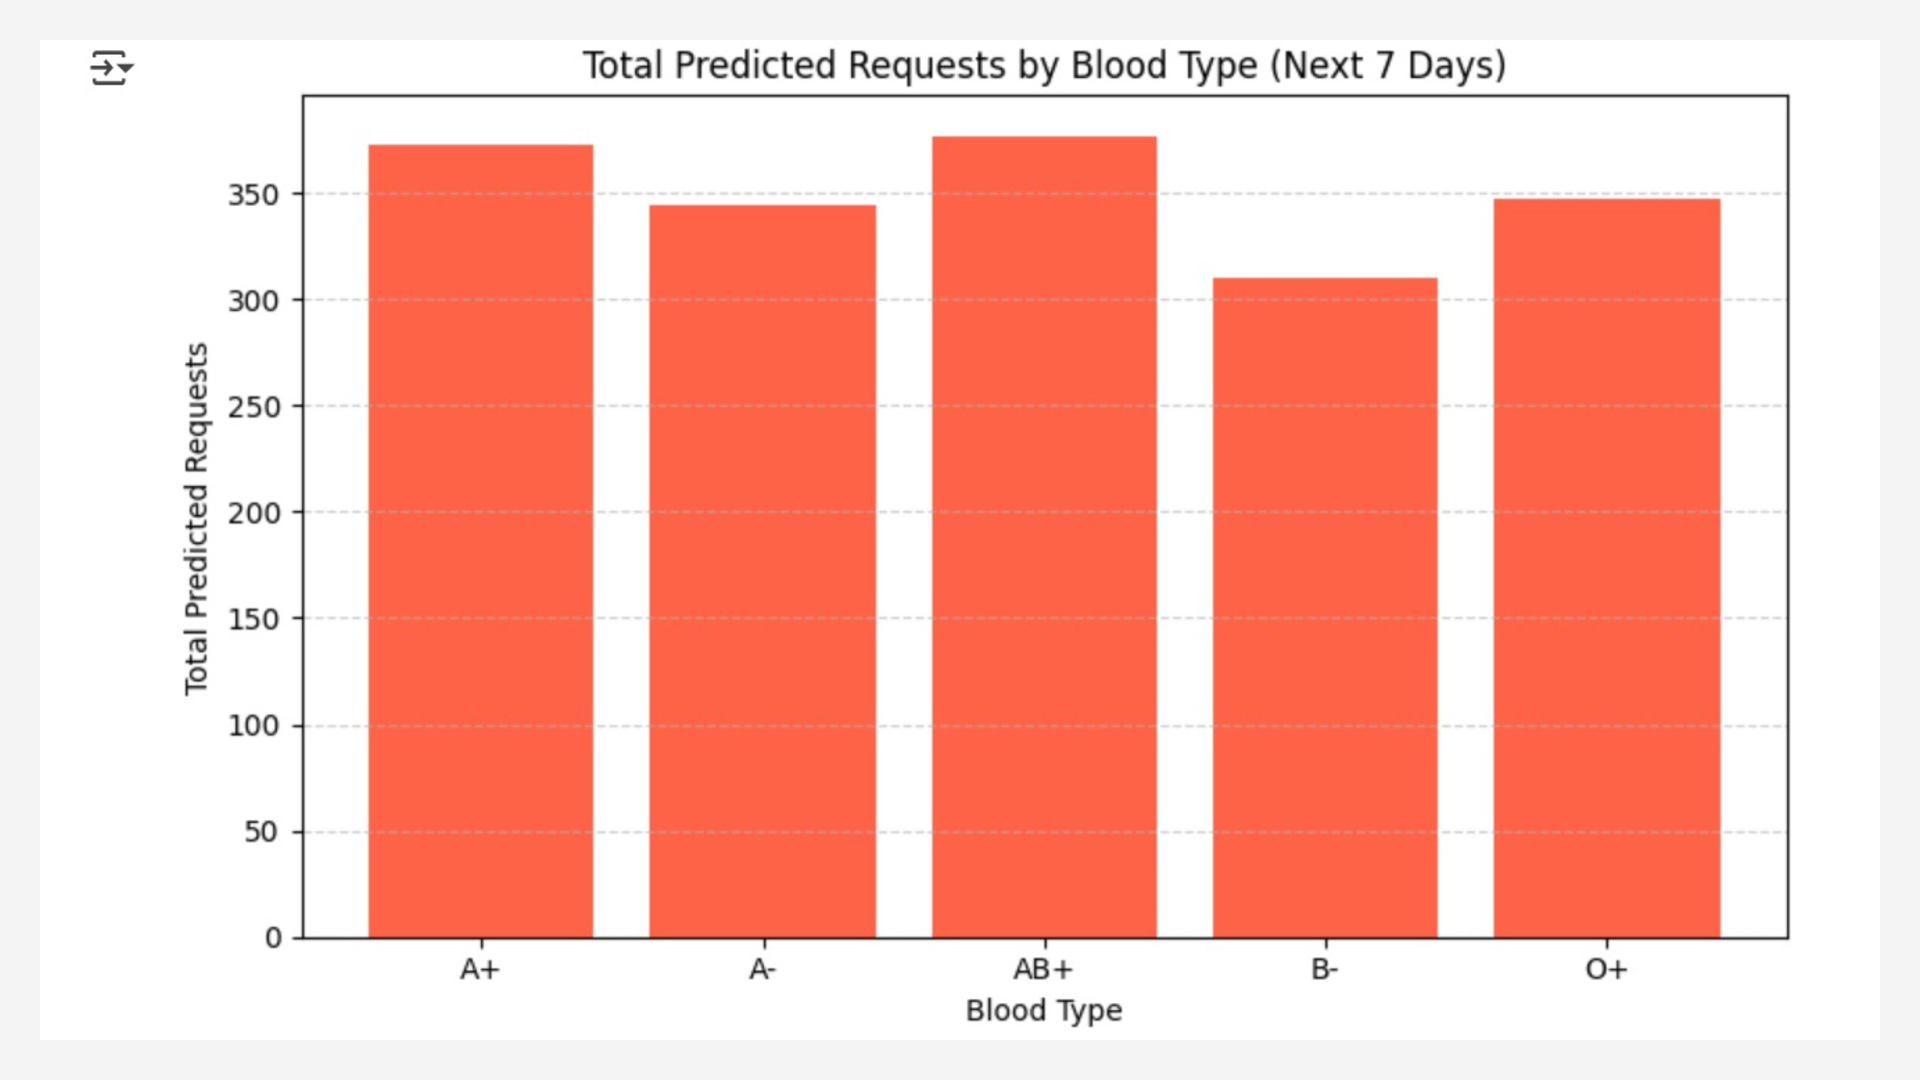 Total Predicted Requests by Blood Type (Next 7 Days)
Total Predicted Requests
350
300
250
200
150
100
50
0
A+ A- AB+ B- O+
Blood Type